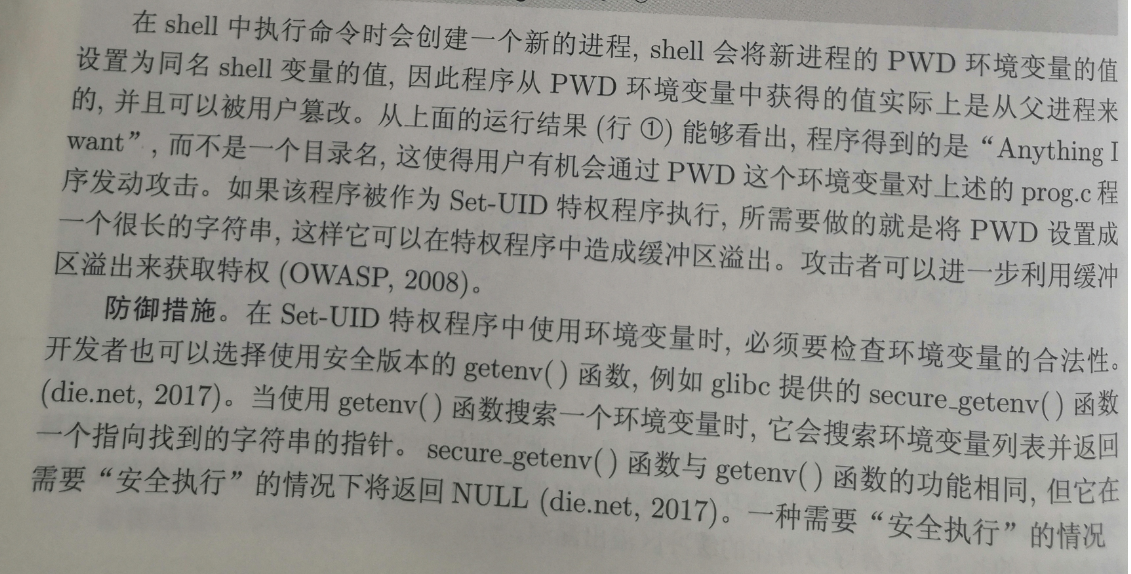 在 shell 中执行命令时会创建一个新的进程, shell 会将新进程的 PWD 环境变量的值
设置为同名 shell 变量的值, 因此程序从 PWD 环境变量中获得的值实际上是从父进程来
的, 并且可以被用户篡改。从上面的运行结果 (行 ①) 能够看出, 程序得到的是 “Anything I
want”, 而不是一个目录名, 这使得用户有机会通过 PWD 这个环境变量对上述的 prog.c 程
序发动攻击。如果该程序被作为 Set-UID 特权程序执行, 所需要做的就是将 PWD 设置成
一个很长的字符串, 这样它可以在特权程序中造成缓冲区溢出。攻击者可以进一步利用缓冲
区溢出来获取特权 (OWASP, 2008)。
防御措施。在 Set-UID 特权程序中使用环境变量时, 必须要检查环境变量的合法性。
开发者也可以选择使用安全版本的 getenv( ) 函数, 例如 glibc 提供的 secure_getenv( ) 函数
(die.net, 2017)。当使用 getenv( ) 函数搜索一个环境变量时, 它会搜索环境变量列表并返回
一个指向找到的字符串的指针。secure_getenv( ) 函数与 getenv( ) 函数的功能相同, 但它在
需要 “安全执行” 的情况下将返回 NULL (die.net, 2017)。一种需要 “安全执行” 的情况